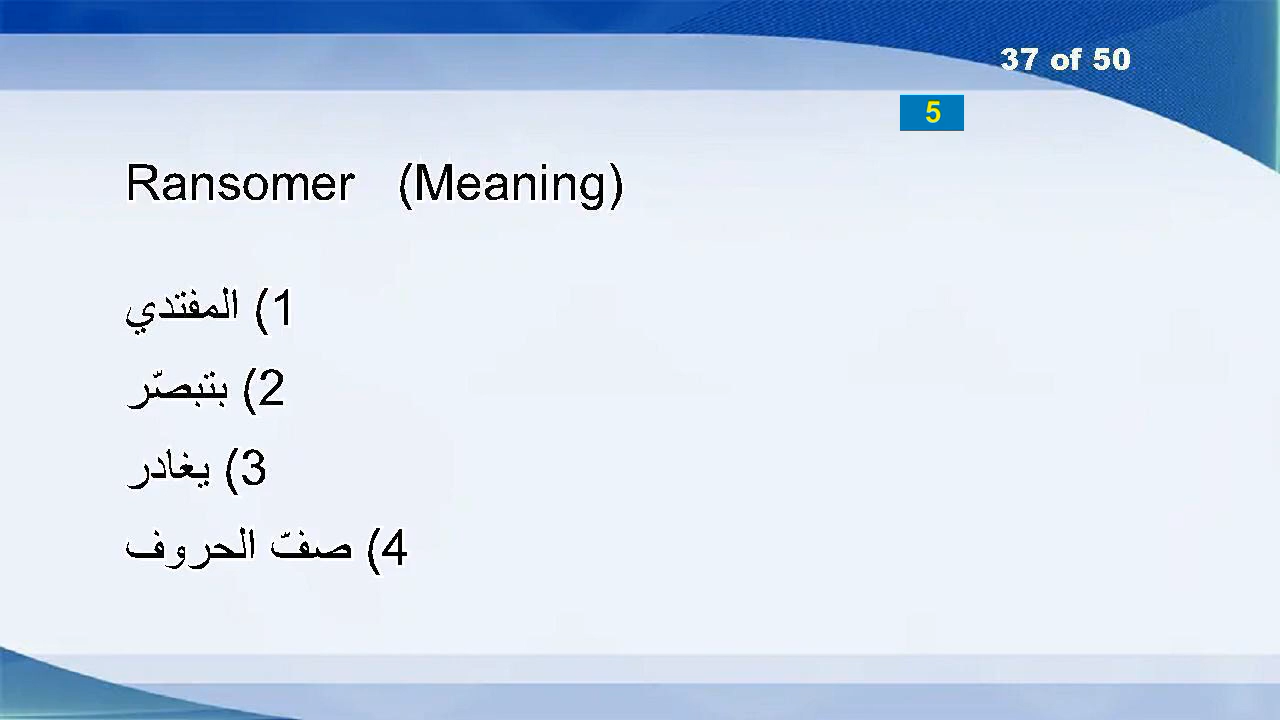 37 of 50
5
Ransomer (Meaning)
1) المفتدي
2) بتبصّر
3) يغادر
4) صفّ الحروف